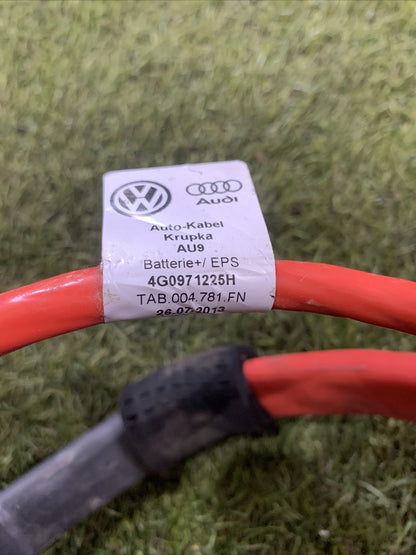 Audi
Auto-Kabel
Krupka
AU9
Batterie+/ EPS
4G0971225H
TAB.004.781.FN
26.07.2013